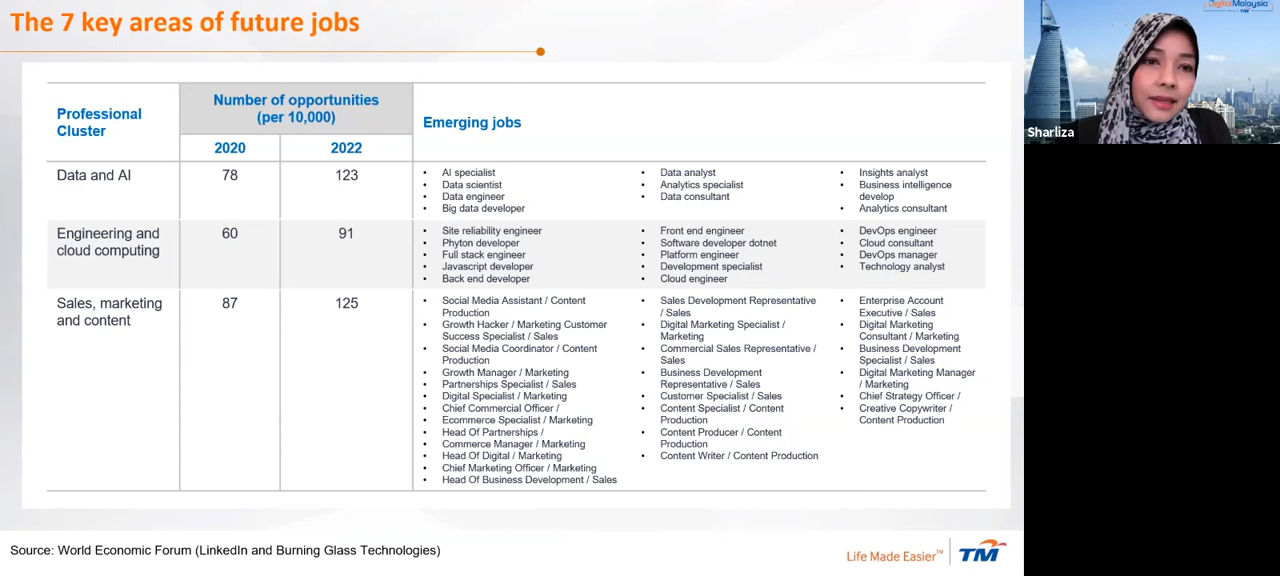 The 7 key areas of future jobs
Professional
Cluster
Number of opportunities
(per 10,000)
2020
2022
Emerging jobs
Data and AI
78
123
• AI specialist
• Data scientist
• Data engineer
• Big data developer
• Data analyst
• Analytics specialist
• Data consultant
• Insights analyst
• Business intelligence
develop
• Analytics consultant
Engineering and
cloud computing
60
91
• Site reliability engineer
• Phyton developer
• Full stack engineer
• Javascript developer
• Back end developer
• Front end engineer
• Software developer dotnet
• Platform engineer
• Development specialist
• Cloud engineer
• DevOps engineer
• Cloud consultant
• DevOps manager
• Technology analyst
Sales, marketing
and content
87
125
• Social Media Assistant / Content
Production
• Growth Hacker / Marketing Customer
Success Specialist / Sales
• Social Media Coordinator / Content
Production
• Growth Manager / Marketing
• Partnerships Specialist / Sales
• Digital Specialist / Marketing
• Chief Commercial Officer /
• Ecommerce Specialist / Marketing
• Head Of Partnerships /
• Commerce Manager / Marketing
• Head Of Digital / Marketing
• Chief Marketing Officer / Marketing
• Head Of Business Development / Sales
• Sales Development Representative
/ Sales
• Digital Marketing Specialist /
Marketing
• Commercial Sales Representative /
Sales
• Business Development
Representative / Sales
• Customer Specialist / Sales
• Content Specialist / Content
Production
• Content Producer / Content
Production
• Content Writer / Content Production
• Enterprise Account
Executive / Sales
• Digital Marketing
Consultant / Marketing
• Business Development
Specialist / Sales
• Digital Marketing Manager
/ Marketing
• Chief Strategy Officer /
• Creative Copywriter /
Content Production
Source: World Economic Forum (LinkedIn and Burning Glass Technologies)
Life Made Easier™
TM
DigitalMalaysia
TM
TM
Sharliza